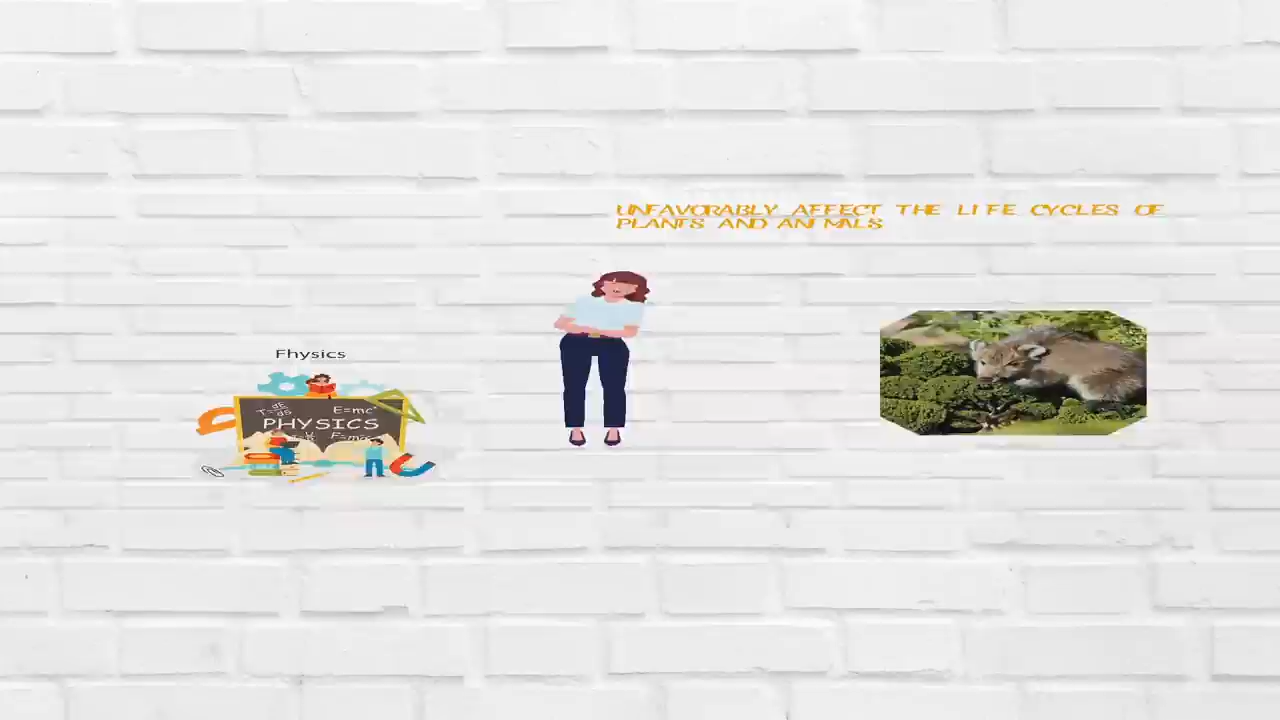 UNFAVORABLY AFFECT THE LIFE CYCLES OF
PLANTS AND ANIMALS
Fhysics
E=mc²
PHYSICS